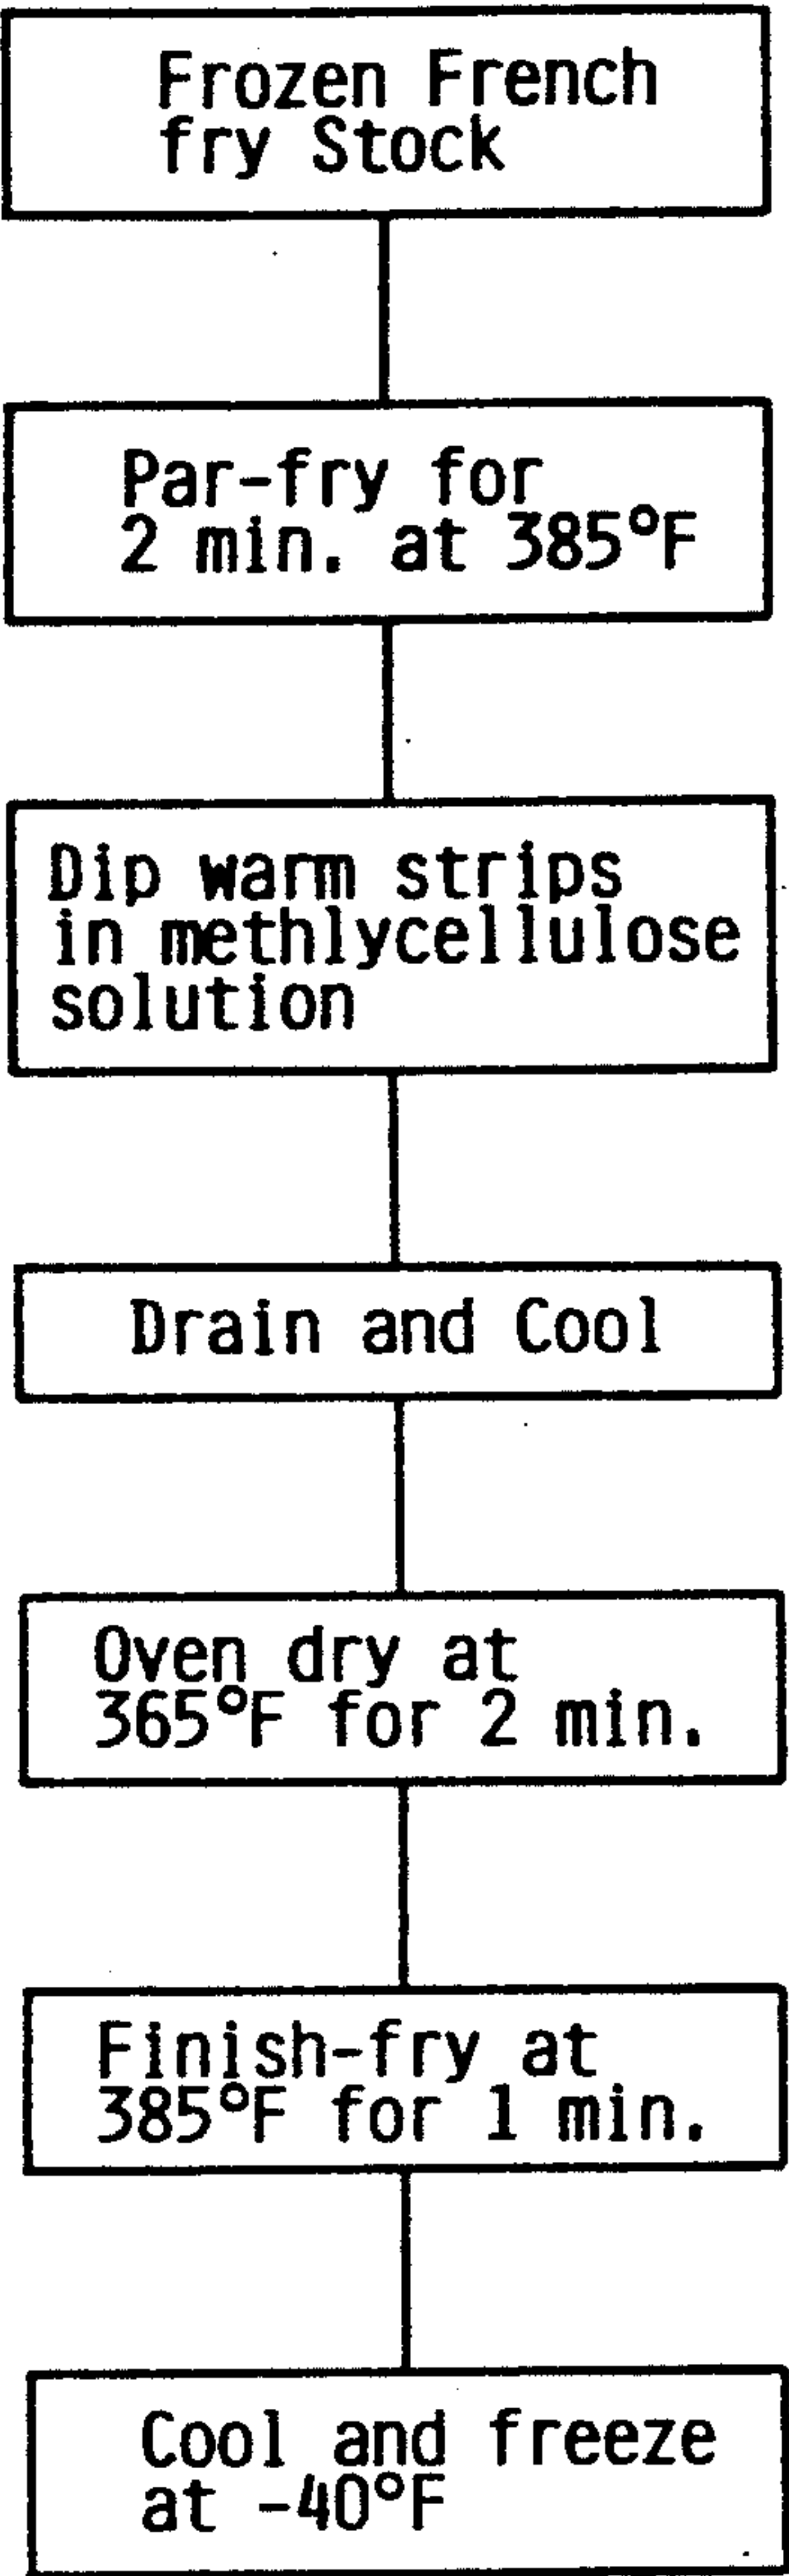 Frozen French
fry Stock
Par-fry for
2 min. at 385°F
Dip warm strips
in methlycellulose
solution
Drain and Cool
Oven dry at
365°F for 2 min.
Finish-fry at
385°F for 1 min.
Cool and freeze
at -40°F